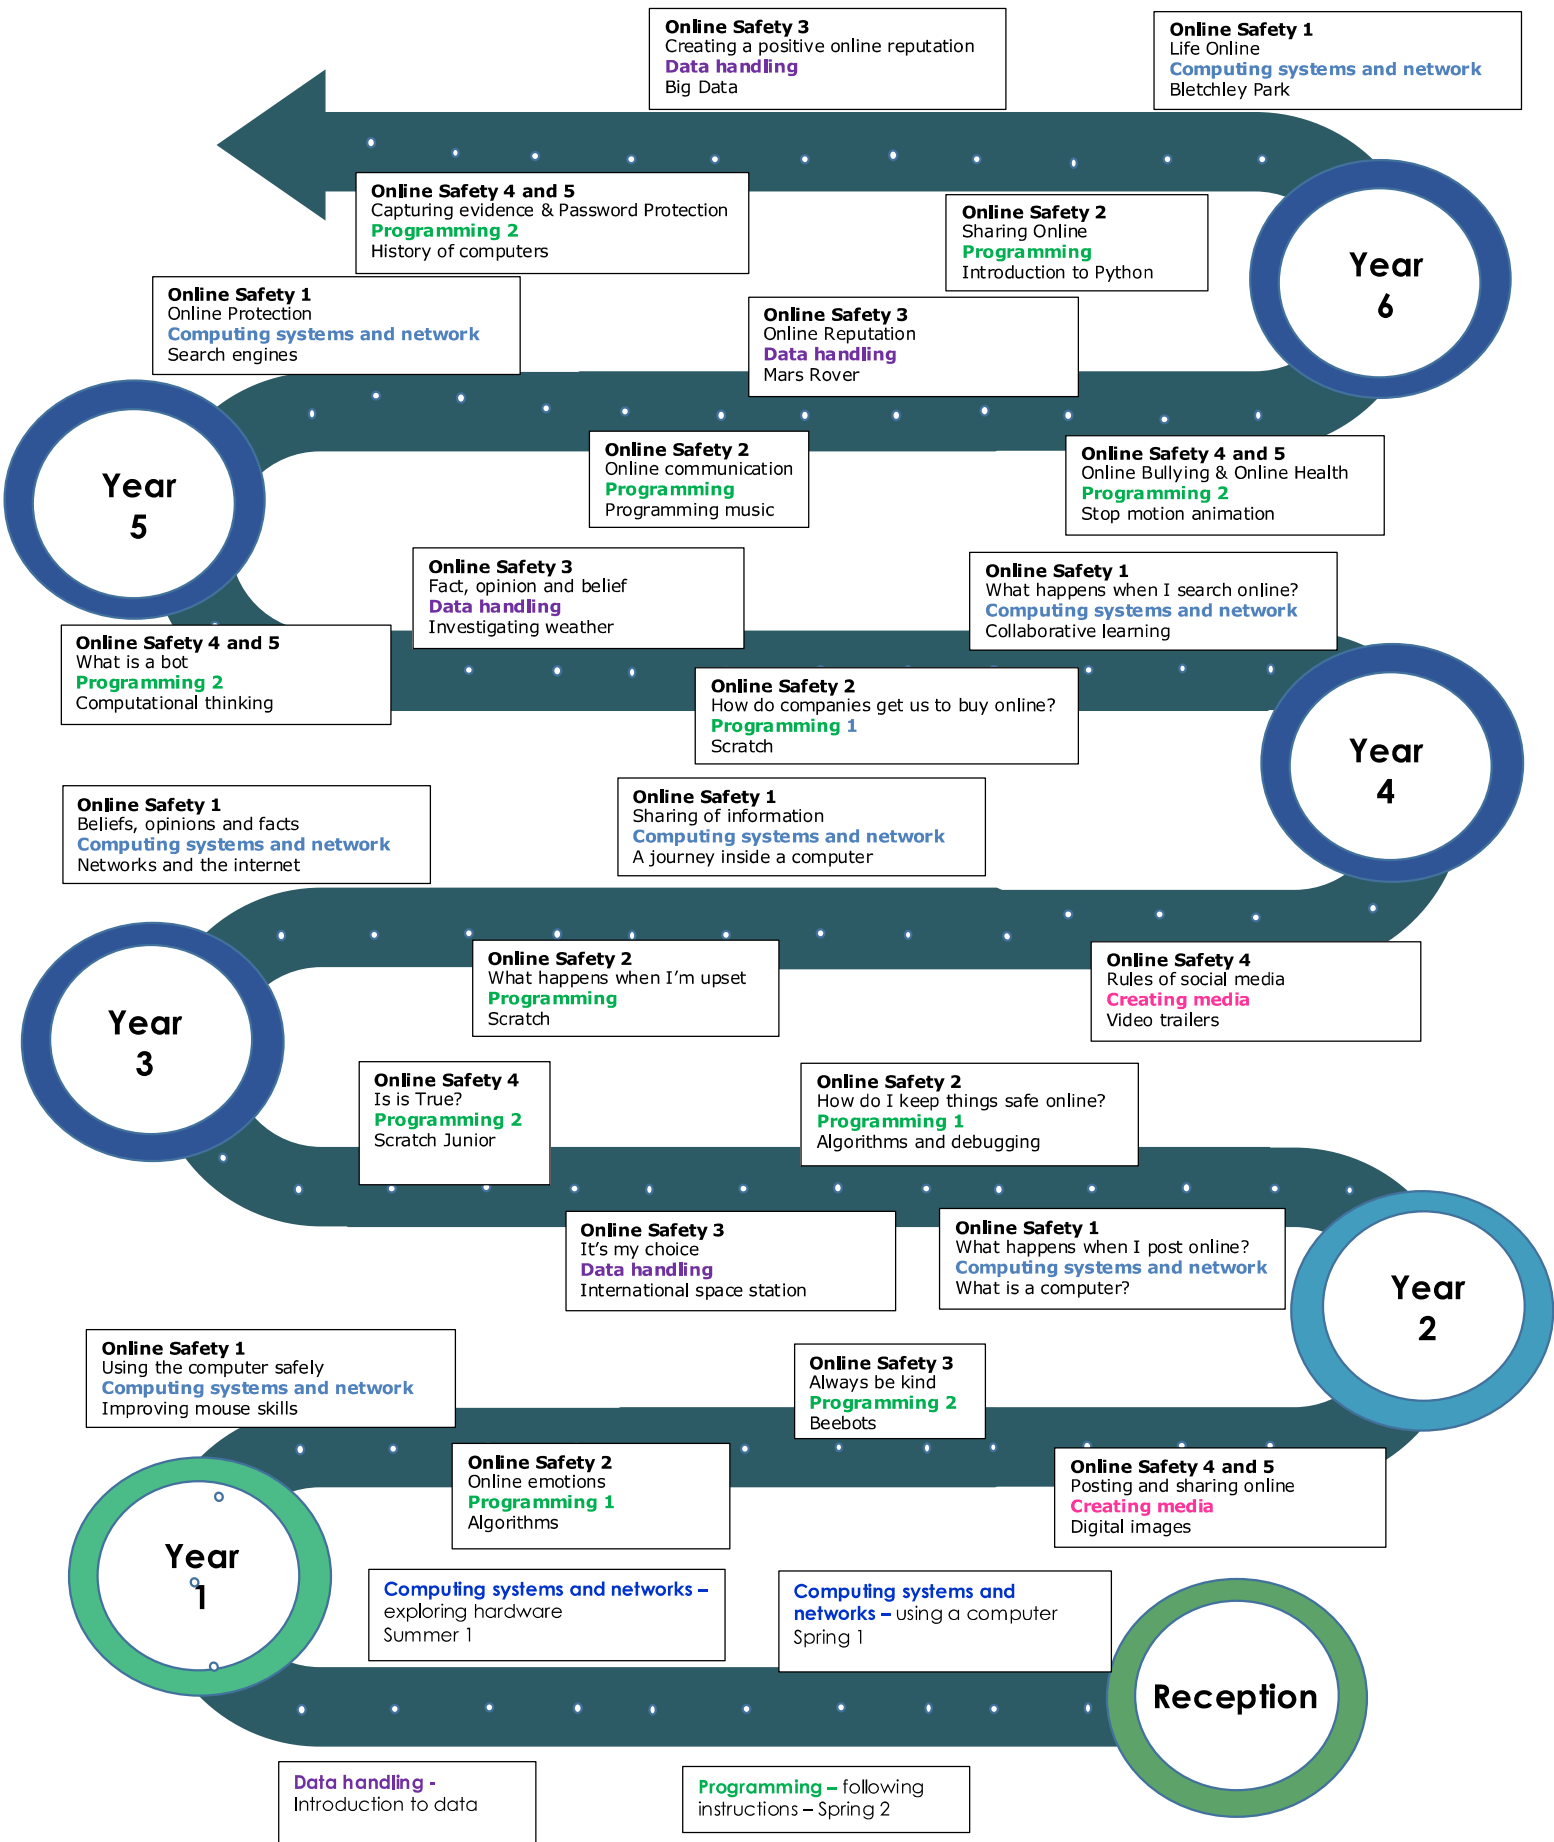 Online Safety 3
Creating a positive online reputation
Data handling
Big Data
Online Safety 1
Life Online
Computing systems and network
Bletchley Park
Online Safety 4 and 5
Capturing evidence & Password Protection
Programming 2
History of computers
Online Safety 2
Sharing Online
Programming
Introduction to Python
Year
6
Online Safety 1
Online Protection
Computing systems and network
Search engines
Online Safety 3
Online Reputation
Data handling
Mars Rover
Year
5
Online Safety 2
Online communication
Programming
Programming music
Online Safety 4 and 5
Online Bullying & Online Health
Programming 2
Stop motion animation
Online Safety 3
Fact, opinion and belief
Data handling
Investigating weather
Online Safety 1
What happens when I search online?
Computing systems and network
Collaborative learning
Online Safety 4 and 5
What is a bot
Programming 2
Computational thinking
Online Safety 2
How do companies get us to buy online?
Programming 1
Scratch
Year
4
Online Safety 1
Beliefs, opinions and facts
Computing systems and network
Networks and the internet
Online Safety 1
Sharing of information
Computing systems and network
A journey inside a computer
Online Safety 2
What happens when I’m upset
Programming
Scratch
Online Safety 4
Rules of social media
Creating media
Video trailers
Year
3
Online Safety 4
Is is True?
Programming 2
Scratch Junior
Online Safety 2
How do I keep things safe online?
Programming 1
Algorithms and debugging
Online Safety 3
It’s my choice
Data handling
International space station
Online Safety 1
What happens when I post online?
Computing systems and network
What is a computer?
Year
2
Online Safety 1
Using the computer safely
Computing systems and network
Improving mouse skills
Online Safety 3
Always be kind
Programming 2
Beebots
Online Safety 2
Online emotions
Programming 1
Algorithms
Online Safety 4 and 5
Posting and sharing online
Creating media
Digital images
Year
1
Computing systems and networks –
exploring hardware
Summer 1
Computing systems and
networks – using a computer
Spring 1
Reception
Data handling -
Introduction to data
Programming – following
instructions – Spring 2